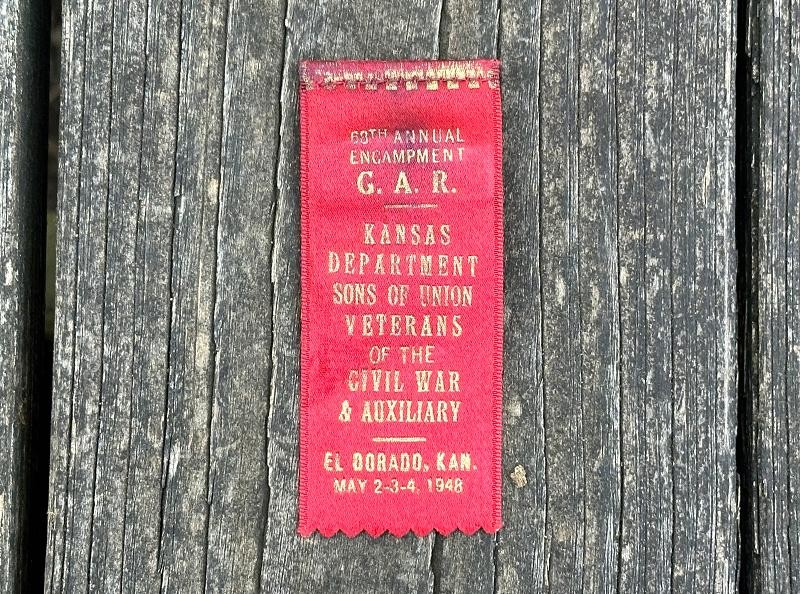 ANNUAL
ENCAMPMENT
G. A. R.
KANSAS
DEPARTMENT
SONS OF UNION
VETERANS
OF THE
CIVIL WAR
& AUXILIARY
EL DORADO, KAN.
MAY 2-3-4, 1948